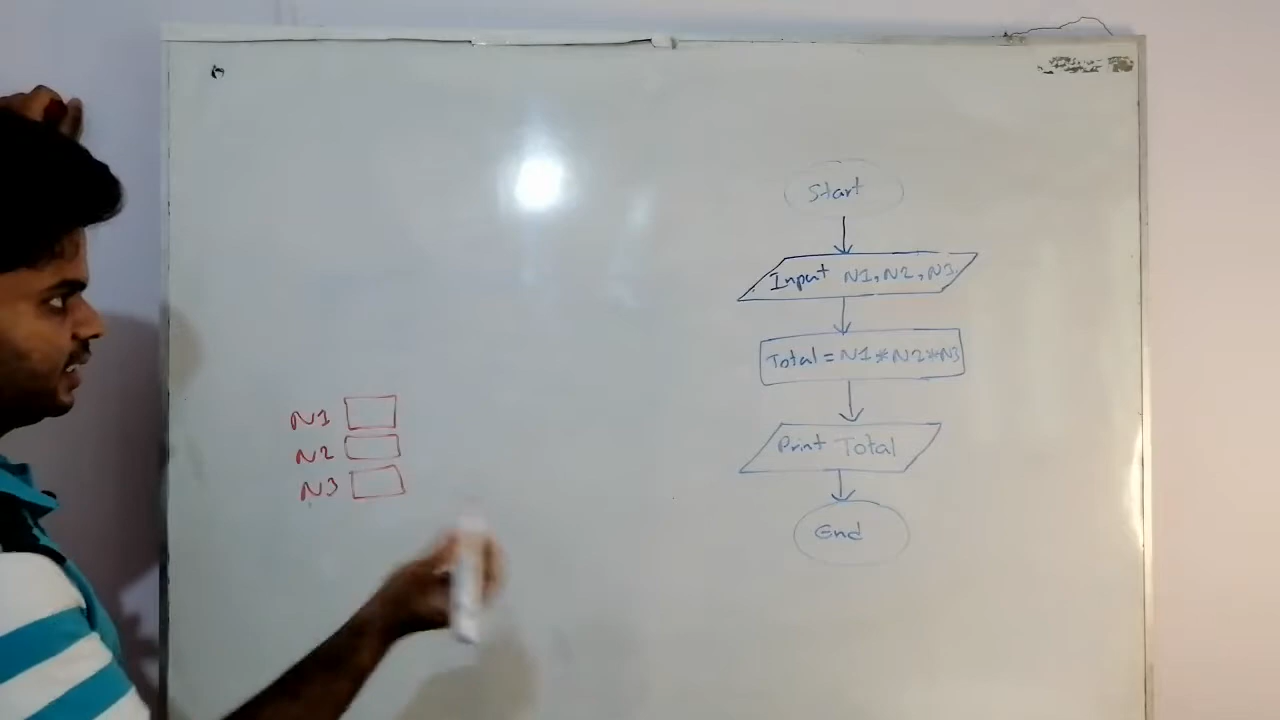 Start
Input N1, N2, N3.
Total = N1 * N2 * N3
Print Total
End
N1
N2
N3